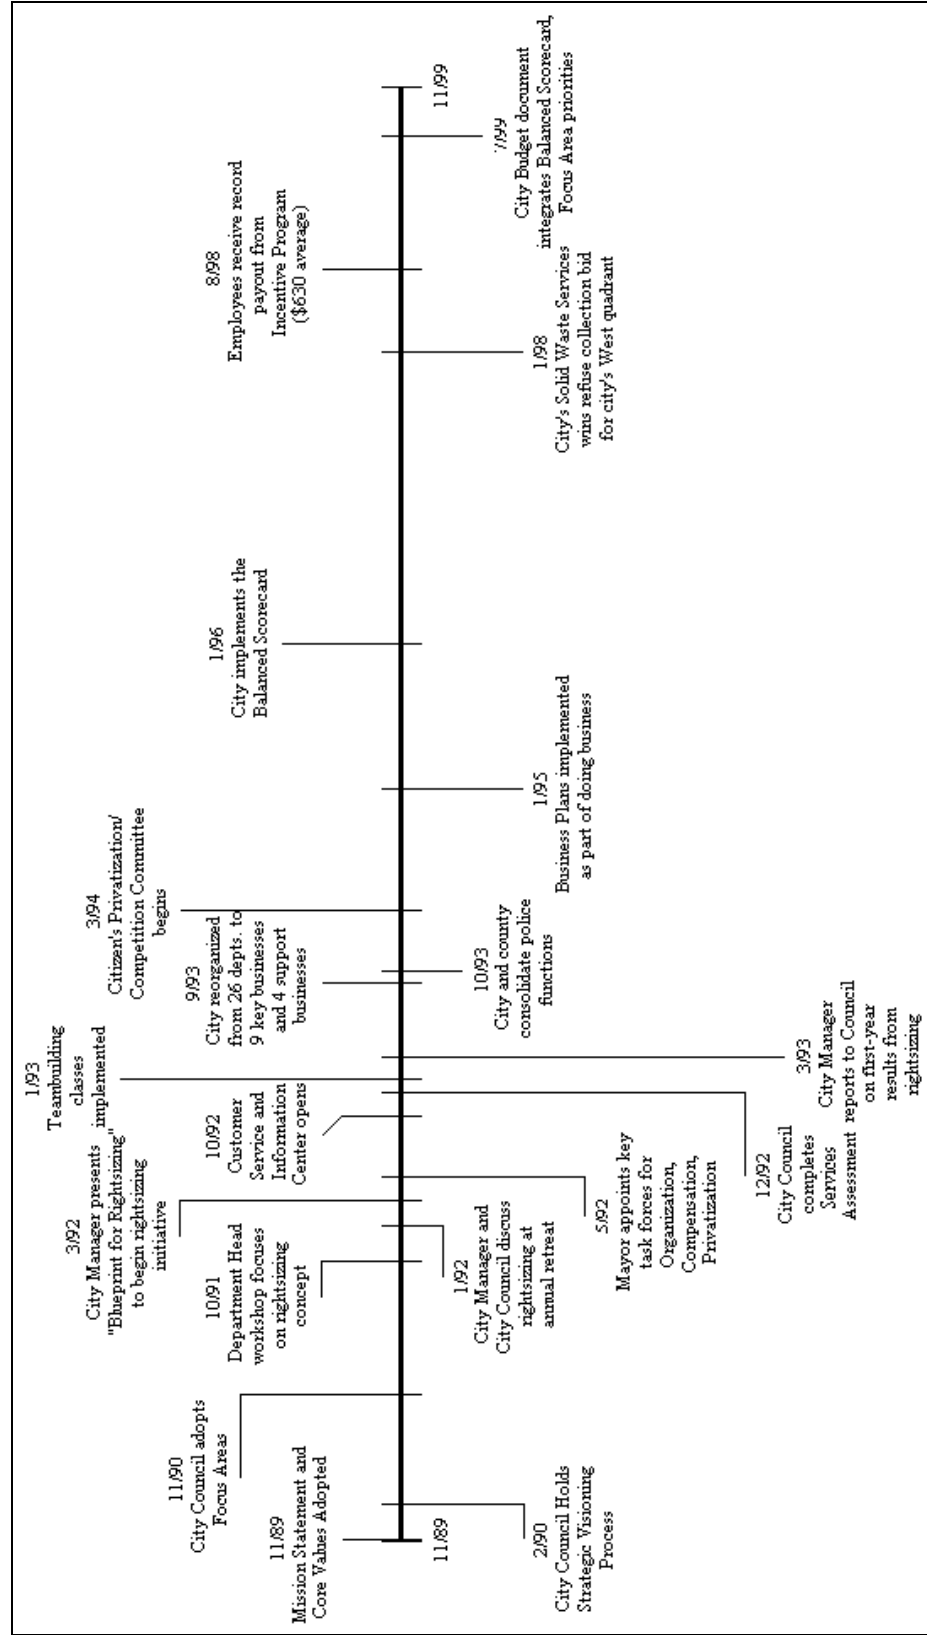 11/89
Mission Statement and
Core Values Adopted
11/90
City Council adopts
Focus Areas
10/91
Department Head
workshop focuses
on rightsizing
concept
3/92
City Manager presents
"Blueprint for Rightsizing"
to begin rightsizing
initiative
10/92
Customer
Service and
Information
Center opens
1/93
Teambuilding
classes
implemented
9/93
City reorganized
from 26 depts. to
9 key businesses
and 4 support
businesses
3/94
Citizen's Privatization/
Competition Committee
begins
1/96
City implements the
Balanced Scorecard
8/98
Employees receive record
payout from
Incentive Program
($630 average)
11/89
11/99
2/90
City Council Holds
Strategic Visioning
Process
1/92
City Manager and
City Council discuss
rightsizing at
annual retreat
5/92
Mayor appoints key
task forces for
Organization,
Compensation,
Privatization
12/92
City Council
completes
Services
Assessment
3/93
City Manager
reports to Council
on first-year
results from
rightsizing
10/93
City and county
consolidate police
functions
1/95
Business Plans implemented
as part of doing business
1/98
City's Solid Waste Services
wins refuse collection bid
for city's West quadrant
7/99
City Budget document
integrates Balanced Scorecard,
Focus Area priorities